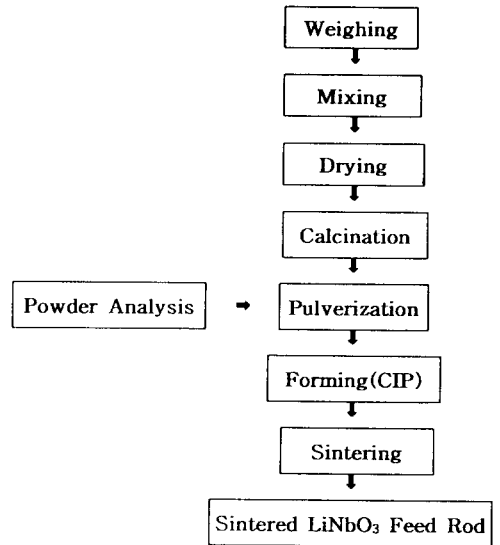 Weighing
Mixing
Drying
Calcination
Powder Analysis
Pulverization
Forming(CIP)
Sintering
Sintered LiNbO₃ Feed Rod